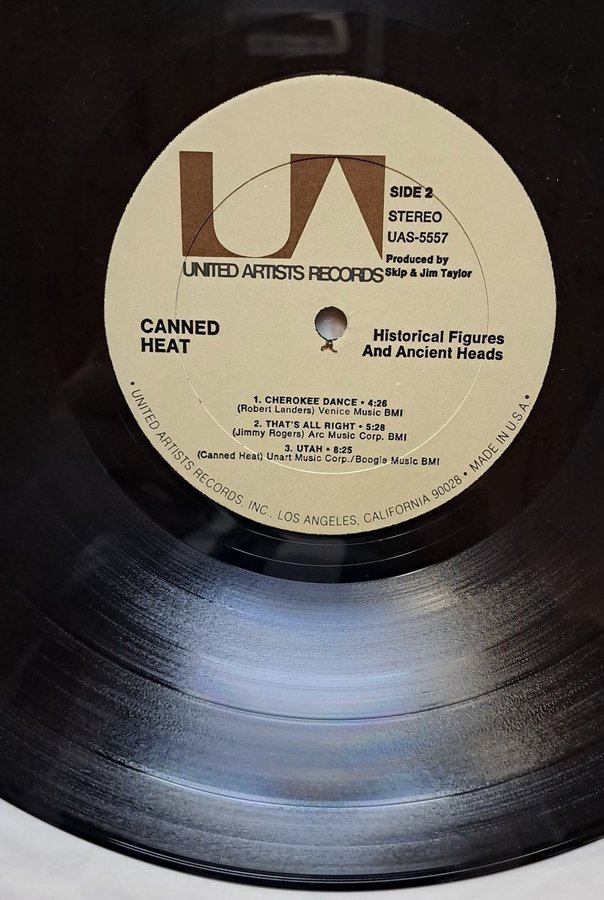 UA
SIDE 2
STEREO
UAS-5557
Produced by
Skip & Jim Taylor
UNITED ARTISTS RECORDS
CANNED
HEAT
Historical Figures
And Ancient Heads
1. CHEROKEE DANCE • 4:26
(Robert Landers) Venice Music BMI
2. THAT'S ALL RIGHT • 5:28
(Jimmy Rogers) Arc Music Corp. BMI
3. UTAH • 8:25
(Canned Heat) Unart Music Corp./Boogie Music BMI
• UNITED ARTISTS RECORDS, INC., LOS ANGELES, CALIFORNIA 90028 • MADE IN U.S.A. •